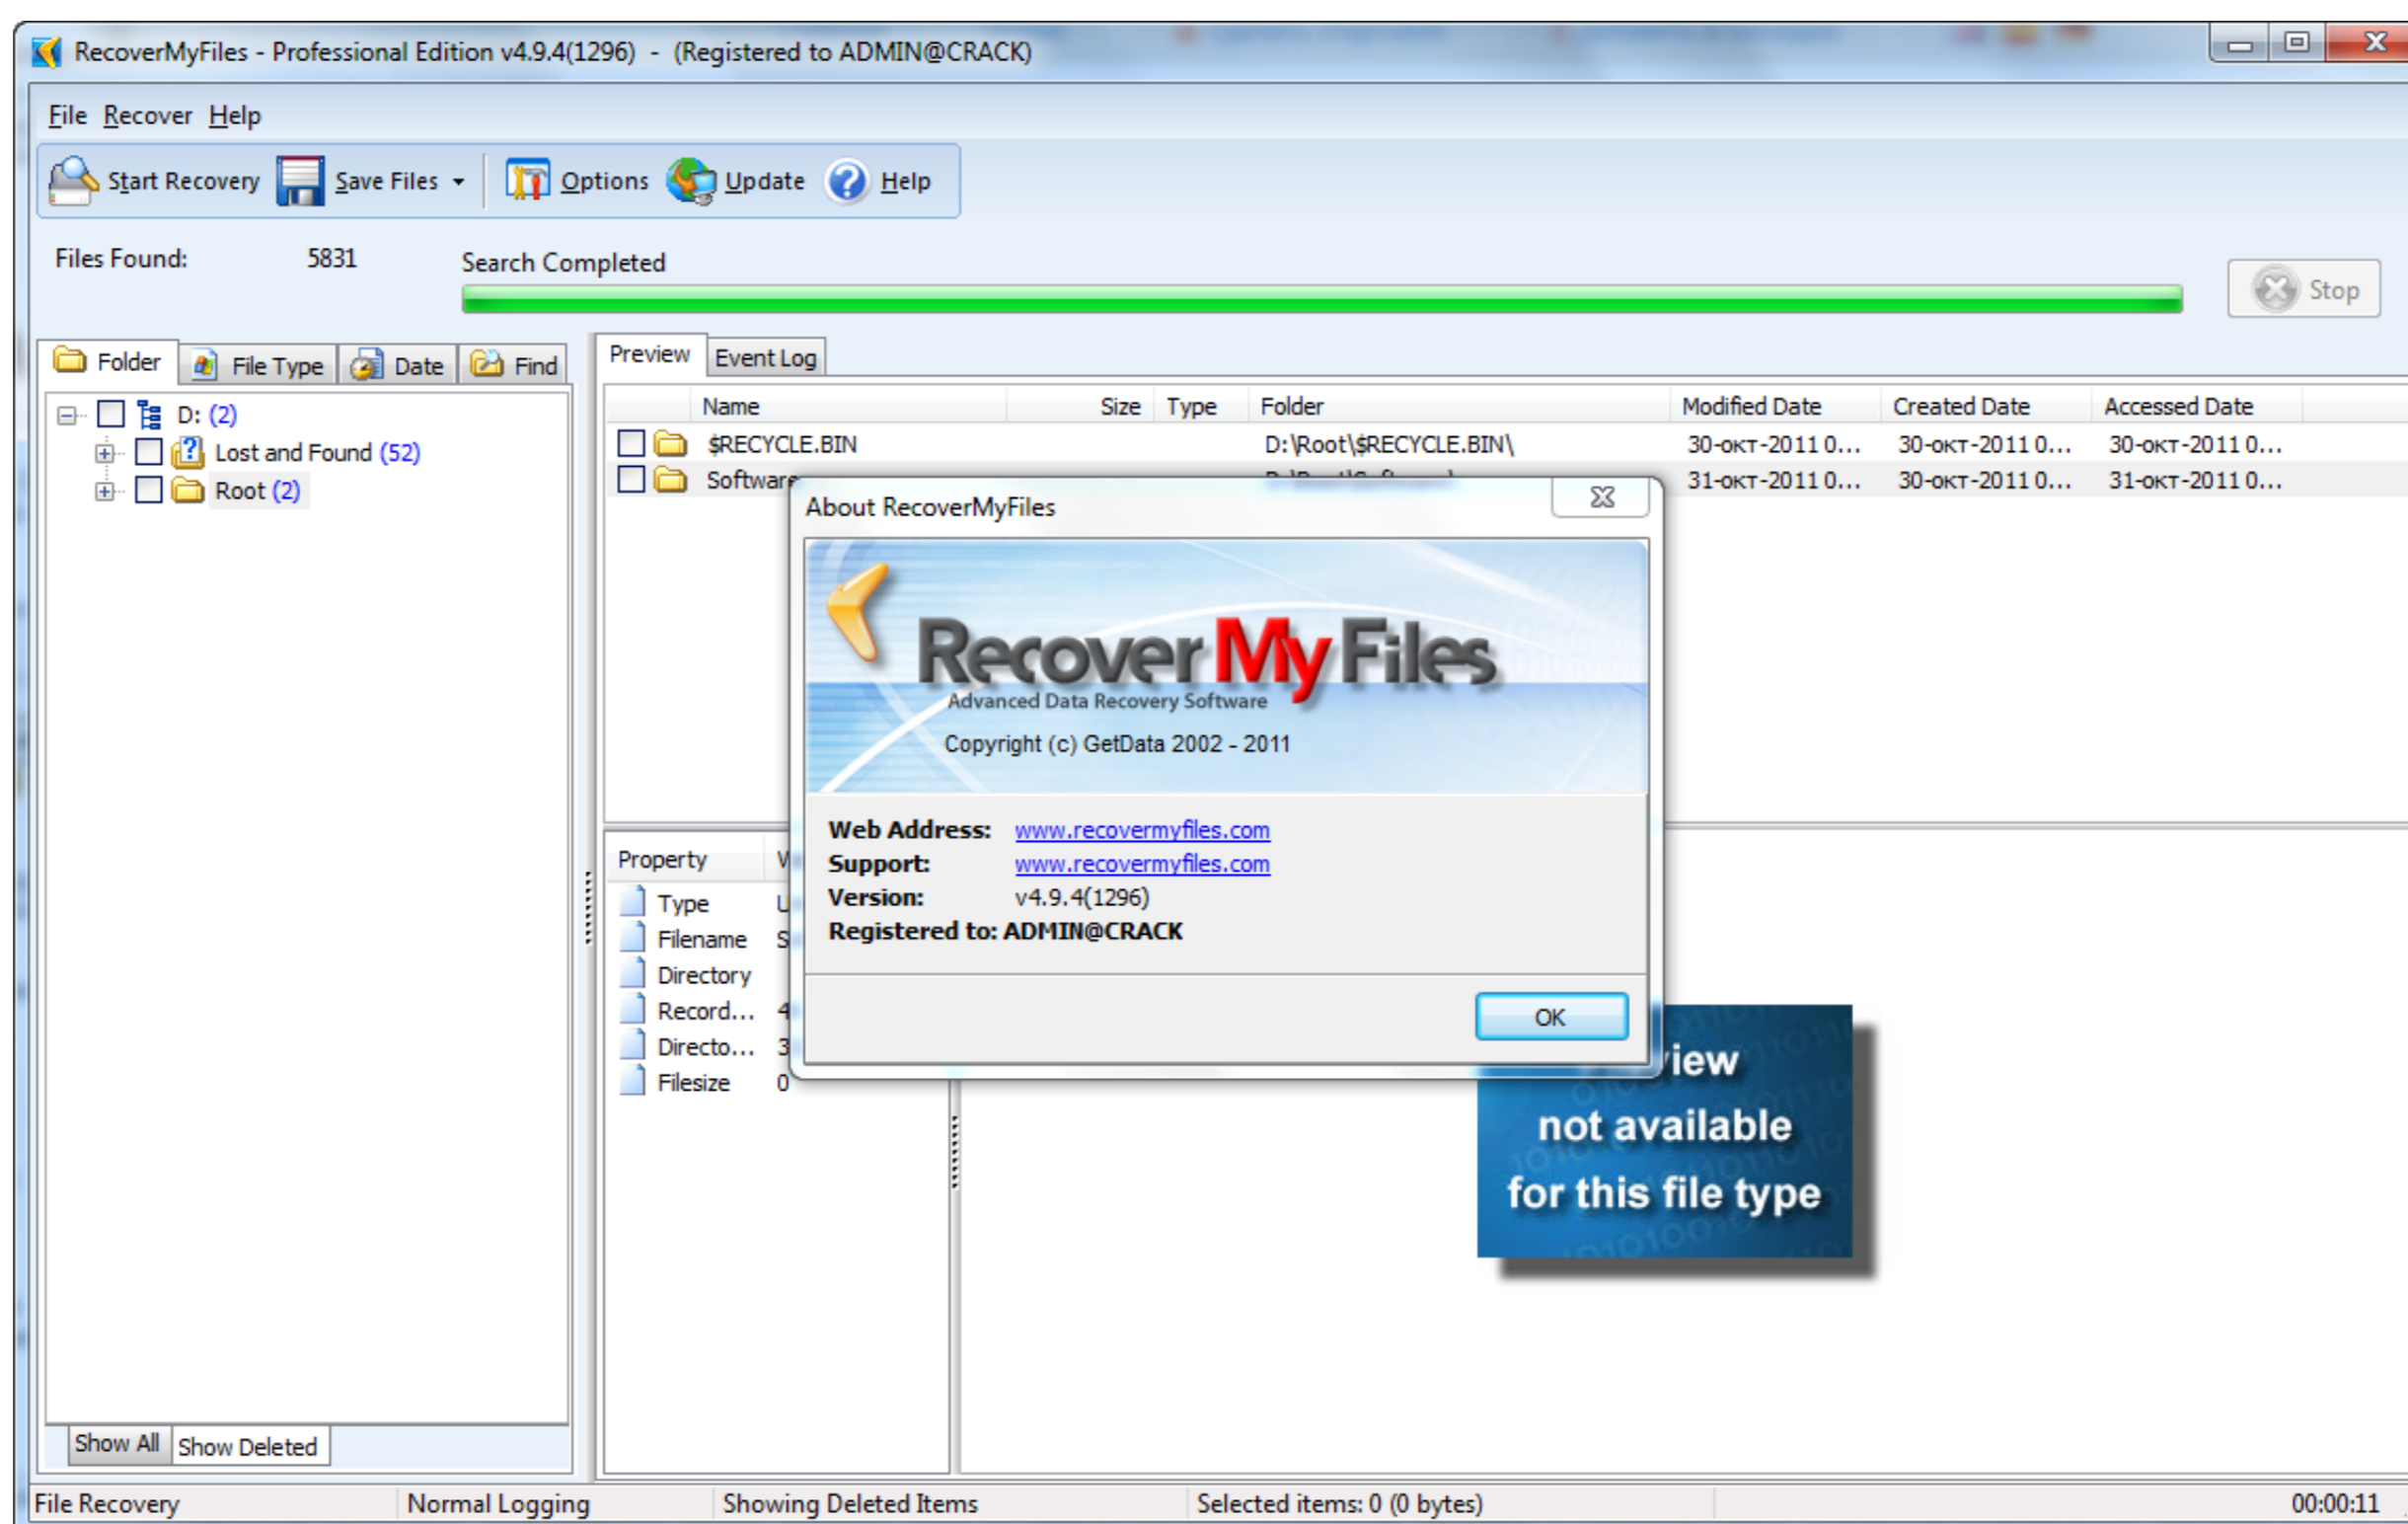 RecoverMyFiles - Professional Edition v4.9.4(1296) - (Registered to ADMIN@CRACK)
File Recover Help
Start Recovery Save Files Options Update Help
Files Found: 5831 Search Completed
Stop
Folder File Type Date Find
Preview Event Log
Name Size Type Folder Modified Date Created Date Accessed Date
D: (2)
Lost and Found (52)
Root (2)
$RECYCLE.BIN D:\Root\$RECYCLE.BIN\ 30-окт-2011 0... 30-окт-2011 0... 30-окт-2011 0...
Software 31-окт-2011 0... 30-окт-2011 0... 31-окт-2011 0...
About RecoverMyFiles
Recover My Files
Advanced Data Recovery Software
Copyright (c) GetData 2002 - 2011
Web Address: www.recovermyfiles.com
Support: www.recovermyfiles.com
Version: v4.9.4(1296)
Registered to: ADMIN@CRACK
OK
Property
Type
Filename
Directory
Record...
Directo...
Filesize 0
not available
for this file type
Show All Show Deleted
File Recovery Normal Logging Showing Deleted Items Selected items: 0 (0 bytes) 00:00:11